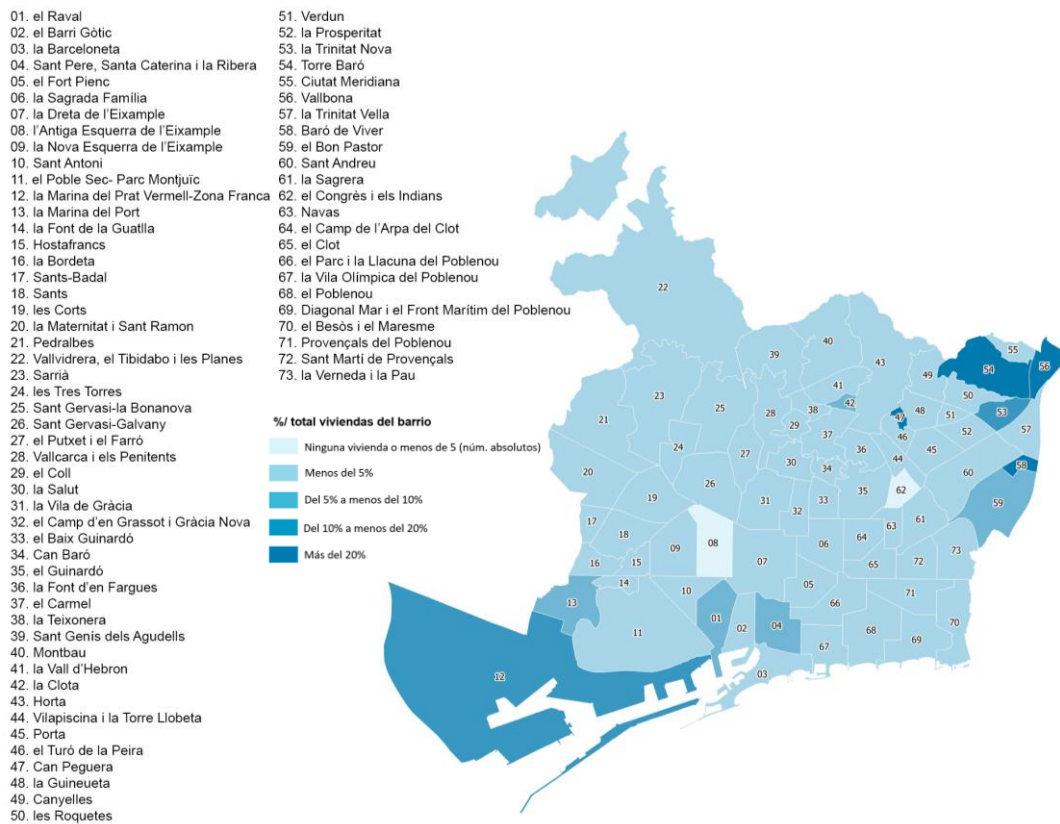 01. el Raval
02. el Barri Gòtic
03. la Barceloneta
04. Sant Pere, Santa Caterina i la Ribera
05. el Fort Pienc
06. la Sagrada Família
07. la Dreta de l'Eixample
08. l'Antiga Esquerra de l'Eixample
09. la Nova Esquerra de l'Eixample
10. Sant Antoni
11. el Poble Sec- Parc Montjuïc
12. la Marina del Prat Vermell-Zona Franca
13. la Marina del Port
14. la Font de la Guatlla
15. Hostafrancs
16. la Bordeta
17. Sants-Badal
18. Sants
19. les Corts
20. la Maternitat i Sant Ramon
21. Pedralbes
22. Vallvidrera, el Tibidabo i les Planes
23. Sarrià
24. les Tres Torres
25. Sant Gervasi-la Bonanova
26. Sant Gervasi-Galvany
27. el Putxet i el Farró
28. Vallcarca i els Penitents
29. el Coll
30. la Salut
31. la Vila de Gràcia
32. el Camp d'en Grassot i Gràcia Nova
33. el Baix Guinardó
34. Can Baró
35. el Guinardó
36. la Font d'en Fargues
37. el Carmel
38. la Teixonera
39. Sant Genís dels Agudells
40. Montbau
41. la Vall d'Hebron
42. la Clota
43. Horta
44. Vilapiscina i la Torre Llobeta
45. Porta
46. el Turó de la Peira
47. Can Peguera
48. la Guineueta
49. Canyelles
50. les Roquetes
51. Verdun
52. la Prosperitat
53. la Trinitat Nova
54. Torre Baró
55. Ciutat Meridiana
56. Vallbona
57. la Trinitat Vella
58. Baró de Viver
59. el Bon Pastor
60. Sant Andreu
61. la Sagrera
62. el Congrès i els Indians
63. Navas
64. el Camp de l'Arpa del Clot
65. el Clot
66. el Parc i la Llacuna del Poblenou
67. la Vila Olímpica del Poblenou
68. el Poblenou
69. Diagonal Mar i el Front Marítim del Poblenou
70. el Besòs i el Maresme
71. Provençals del Poblenou
72. Sant Martí de Provençals
73. la Verneda i la Pau
%/ total viviendas del barrio
Ninguna vivienda o menos de 5 (núm. absolutos)
Menos del 5%
Del 5% a menos del 10%
Del 10% a menos del 20%
Más del 20%
22
40
39
43
55
56
54
49
41
50
23
25
28
38
42
47
48
51
53
21
29
37
46
52
57
24
27
36
44
45
20
26
30
34
60
58
19
31
35
62
59
32
33
17
18
63
61
09
08
06
64
73
16
15
07
65
72
14
10
05
71
13
66
01
04
70
11
02
68
69
67
12
03